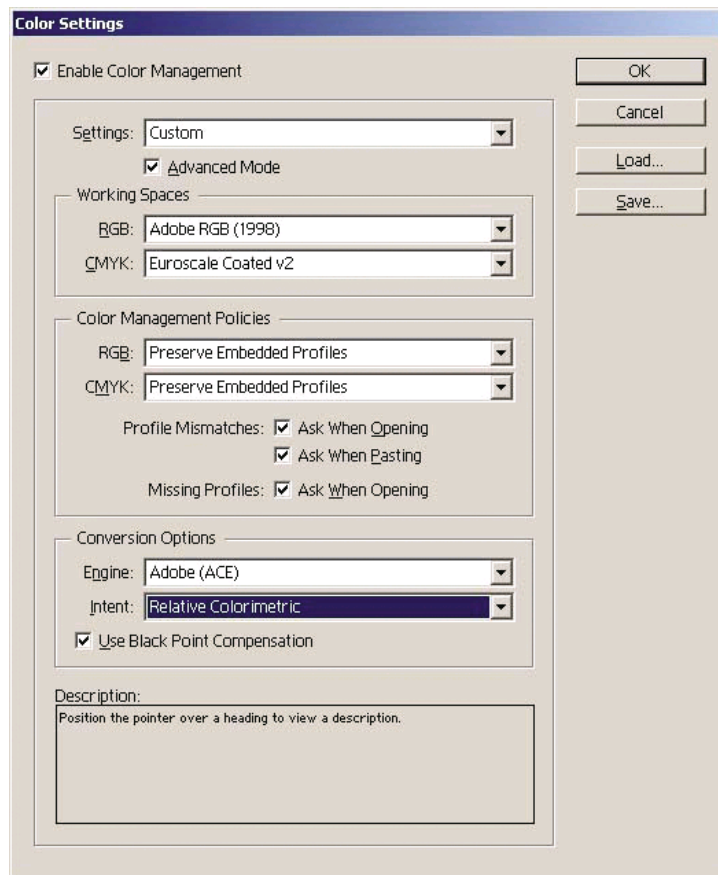 Color Settings
Enable Color Management
OK
Cancel
Load...
Save...
Settings: Custom
Advanced Mode
Working Spaces
RGB: Adobe RGB (1998)
CMYK: Euroscale Coated v2
Color Management Policies
RGB: Preserve Embedded Profiles
CMYK: Preserve Embedded Profiles
Profile Mismatches: Ask When Opening
Ask When Pasting
Missing Profiles: Ask When Opening
Conversion Options
Engine: Adobe (ACE)
Intent: Relative Colorimetric
Use Black Point Compensation
Description:
Position the pointer over a heading to view a description.